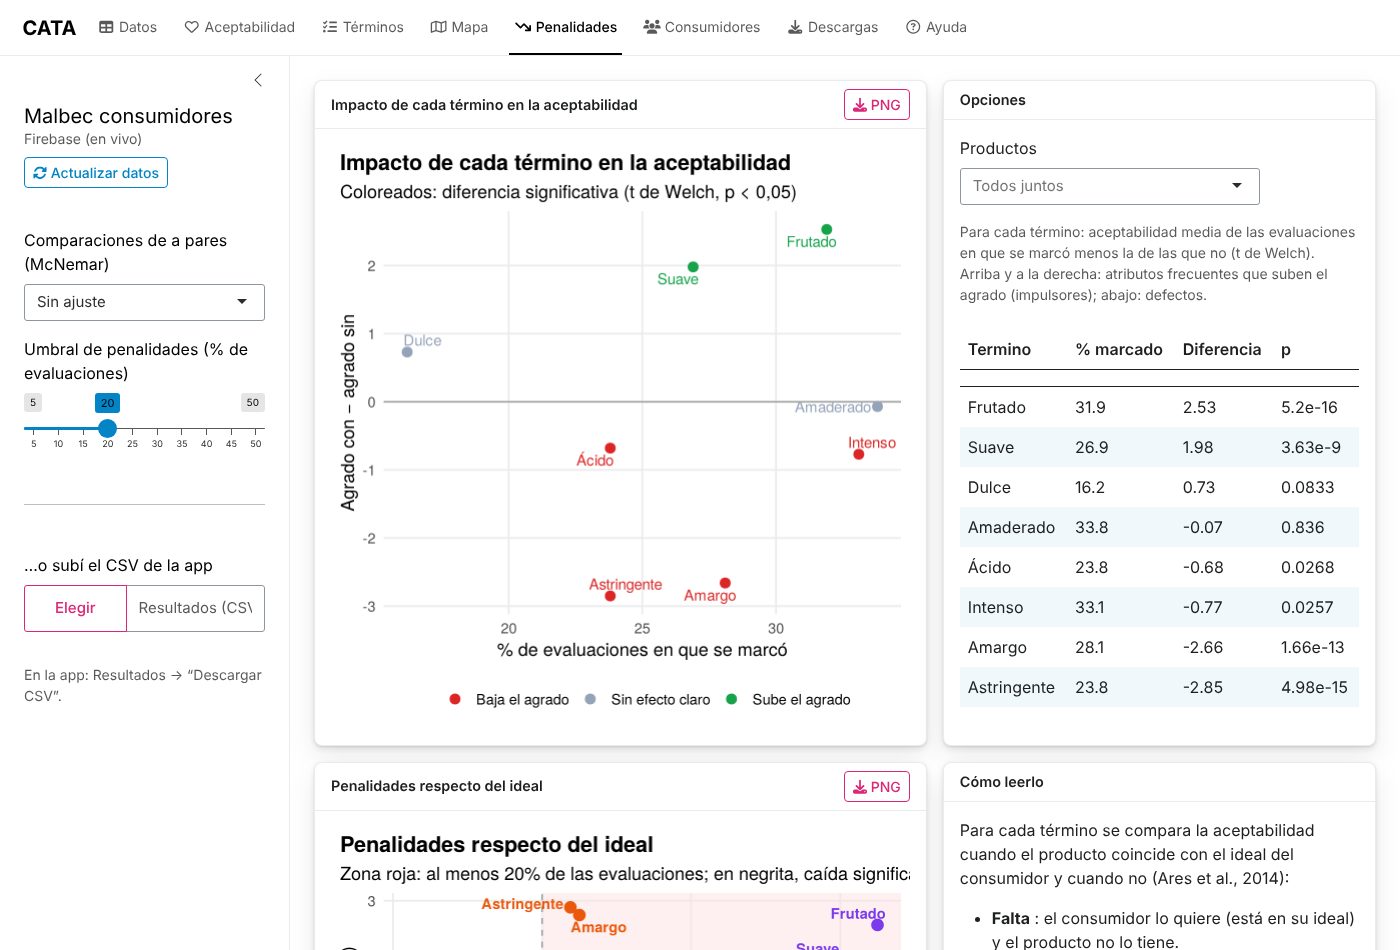 CATA
Datos
Aceptabilidad
Términos
Mapa
Penalidades
Consumidores
Descargas
Ayuda
Malbec consumidores
Firebase (en vivo)
Actualizar datos
Comparaciones de a pares
(McNemar)
Sin ajuste
Umbral de penalidades (% de
evaluaciones)
5 20 50
5 10 15 20 25 30 35 40 45 50
...o subí el CSV de la app
Elegir
Resultados (CSV
En la app: Resultados → “Descargar
CSV”.
Impacto de cada término en la aceptabilidad
PNG
Impacto de cada término en la aceptabilidad
Coloreados: diferencia significativa (t de Welch, p < 0,05)
Agrado con – agrado sin
2
1
0
-1
-2
-3
Frutado
Suave
Dulce
Amaderado
Intenso
Ácido
Astringente
Amargo
20 25 30
% de evaluaciones en que se marcó
Baja el agrado
Sin efecto claro
Sube el agrado
Opciones
Productos
Todos juntos
Para cada término: aceptabilidad media de las evaluaciones
en que se marcó menos la de las que no (t de Welch).
Arriba y a la derecha: atributos frecuentes que suben el
agrado (impulsores); abajo: defectos.
Termino % marcado Diferencia p
Frutado 31.9 2.53 5.2e-16
Suave 26.9 1.98 3.63e-9
Dulce 16.2 0.73 0.0833
Amaderado 33.8 -0.07 0.836
Ácido 23.8 -0.68 0.0268
Intenso 33.1 -0.77 0.0257
Amargo 28.1 -2.66 1.66e-13
Astringente 23.8 -2.85 4.98e-15
Penalidades respecto del ideal
PNG
Penalidades respecto del ideal
Zona roja: al menos 20% de las evaluaciones; en negrita, caída signific
3
Astringente
Amargo
Frutado
Suave
Cómo leerlo
Para cada término se compara la aceptabilidad
cuando el producto coincide con el ideal del
consumidor y cuando no (Ares et al., 2014):
• Falta : el consumidor lo quiere (está en su ideal)
y el producto no lo tiene.